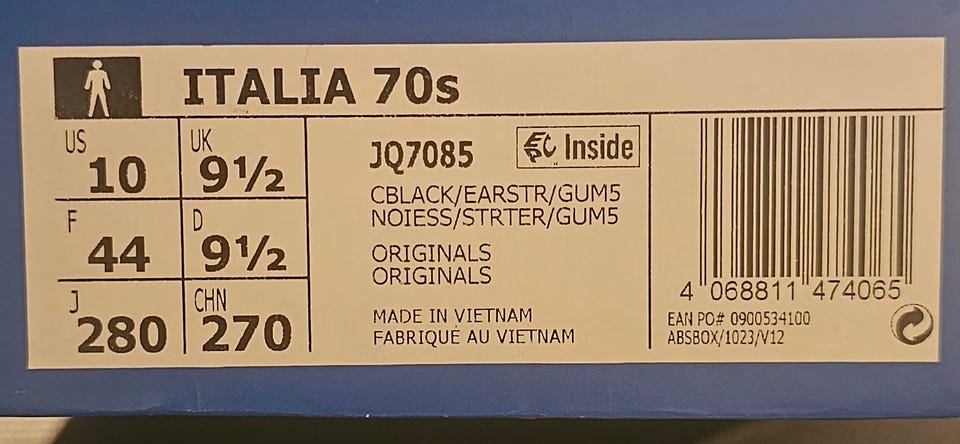 ITALIA 70s
US
10
UK
9½
F
44
D
9½
J
280
CHN
270
JQ7085
EPC Inside
CBLACK/EARSTR/GUM5
NOIESS/STRTER/GUM5
ORIGINALS
ORIGINALS
MADE IN VIETNAM
FABRIQUÉ AU VIETNAM
4 068811 474065
EAN PO# 0900534100
ABSBOX/1023/V12